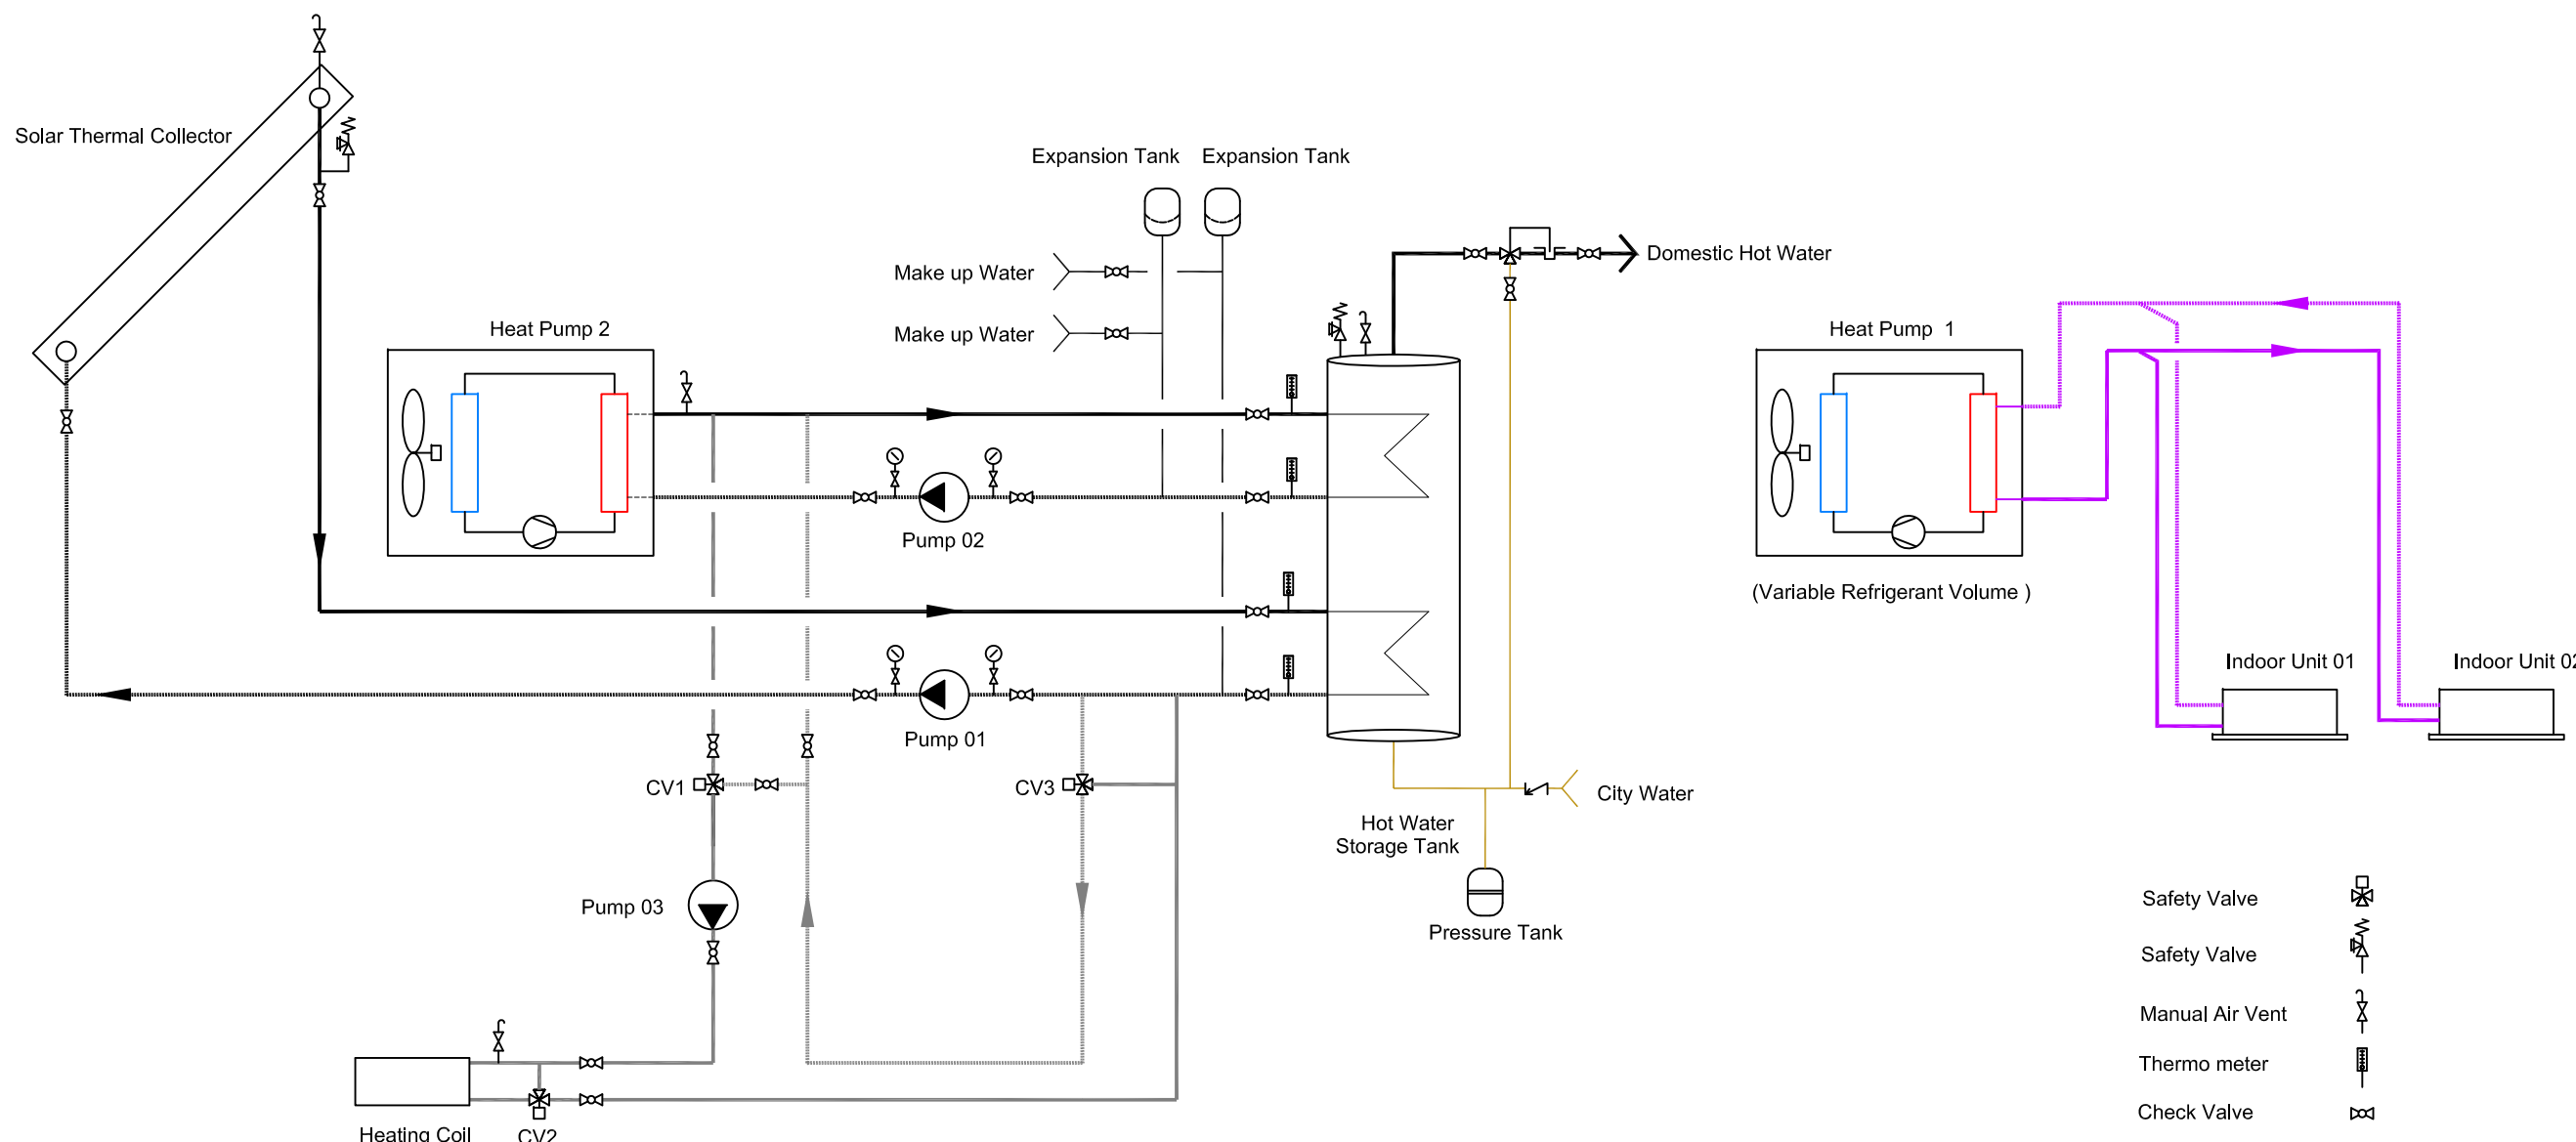 Solar Thermal Collector
Expansion Tank
Expansion Tank
Make up Water
Domestic Hot Water
Make up Water
Heat Pump 2
Heat Pump 1
Pump 02
(Variable Refrigerant Volume )
Indoor Unit 01
Indoor Unit 02
Pump 01
CV1
CV3
City Water
Hot Water
Storage Tank
Pump 03
Pressure Tank
Safety Valve
Safety Valve
Manual Air Vent
Thermo meter
Check Valve
Heating Coil
CV2